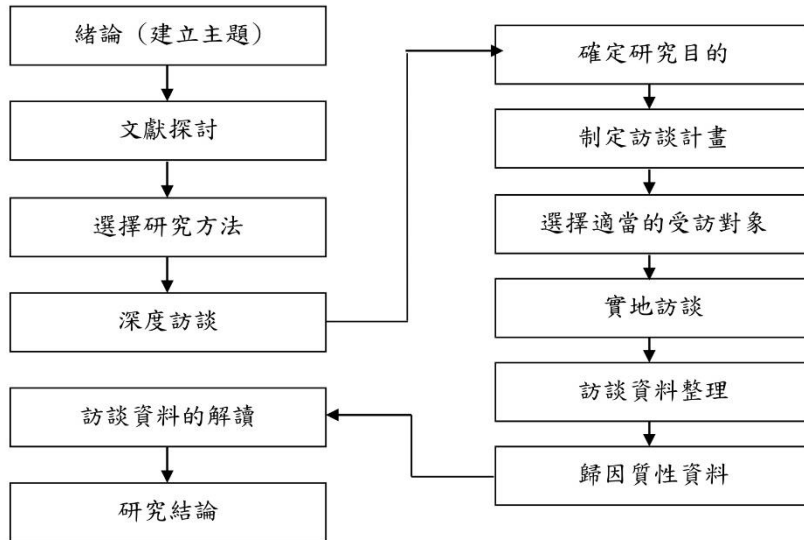 緒論（建立主題）
文獻探討
選擇研究方法
深度訪談
確定研究目的
制定訪談計畫
選擇適當的受訪對象
實地訪談
訪談資料整理
歸因質性資料
訪談資料的解讀
研究結論